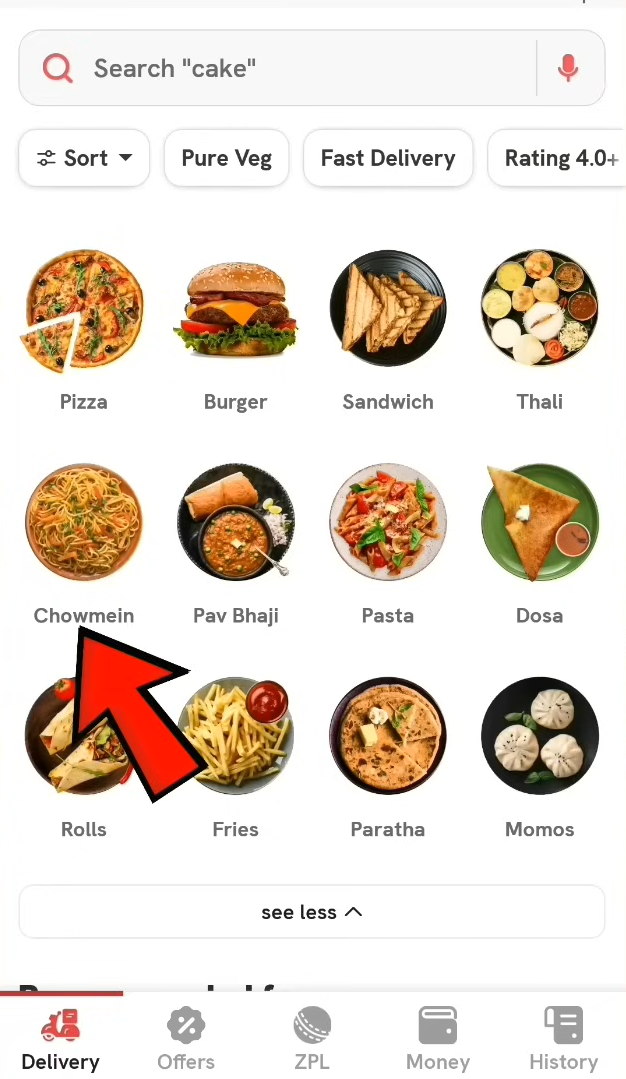 Search "cake"
Sort
Pure Veg
Fast Delivery
Rating 4.0+
Pizza
Burger
Sandwich
Thali
Chowmein
Pav Bhaji
Pasta
Dosa
Rolls
Fries
Paratha
Momos
see less
Delivery
Offers
ZPL
Money
History